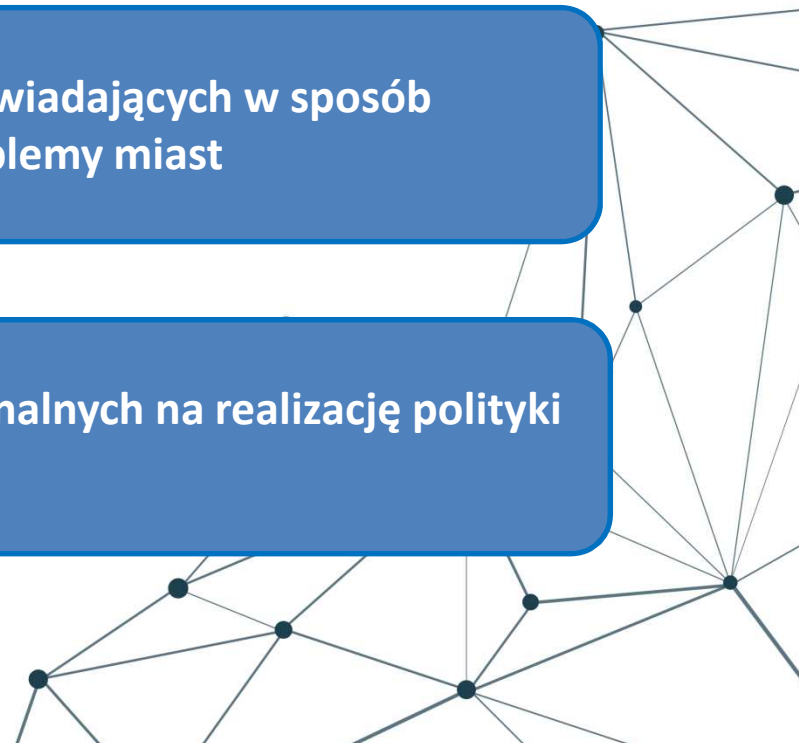 wiadających w sposób
blemy miast
nalnych na realizację polityki